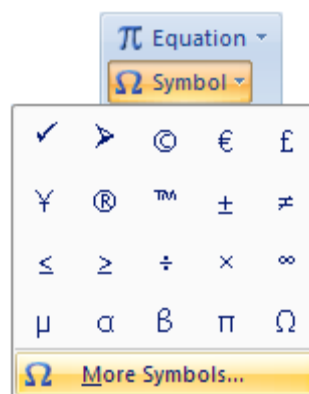 π Equation
Ω Symbol
✓ ➢ © € £
¥ ® ™ ± ≠
≤ ≥ ÷ × ∞
µ α β π Ω
Ω More Symbols...